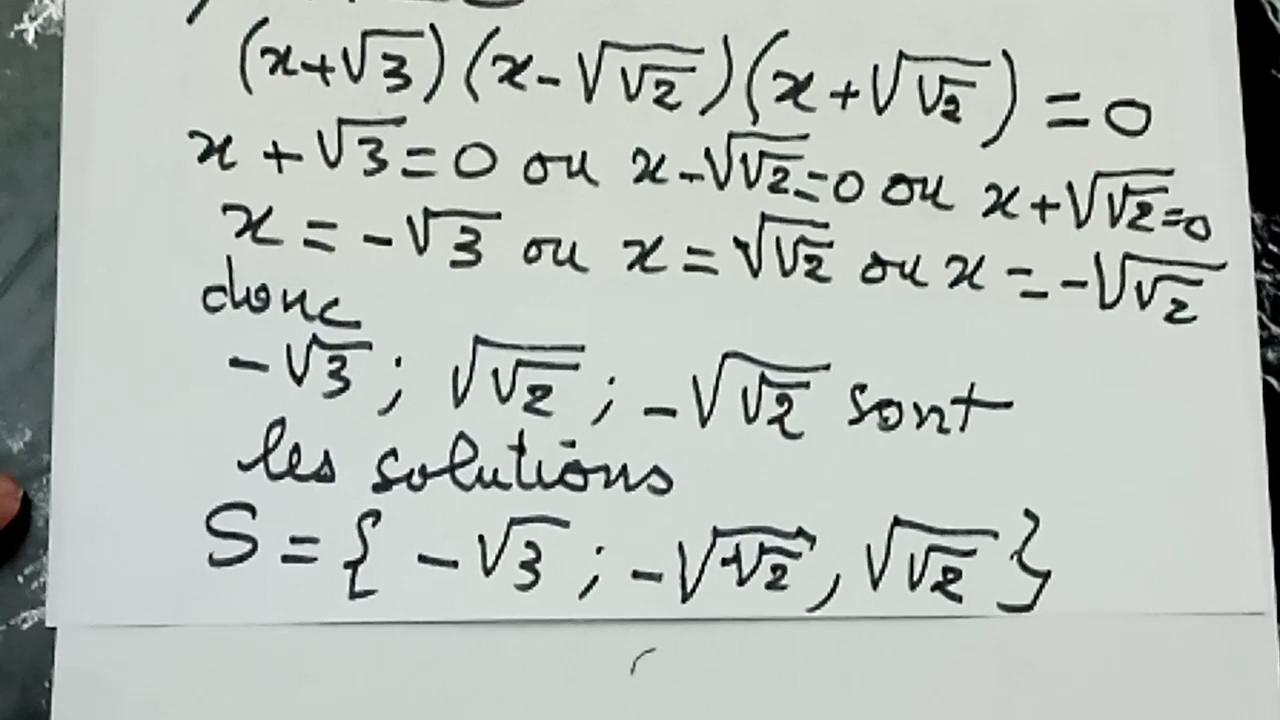 (x+√3)(x-√√2)(x+√√2)=0
x+√3=0 ou x-√√2=0 ou x+√√2=0
x=-√3 ou x=√√2 ou x=-√√2
donc
-√3; √√2; -√√2 sont
les solutions
S={-√3; -√√2, √√2}